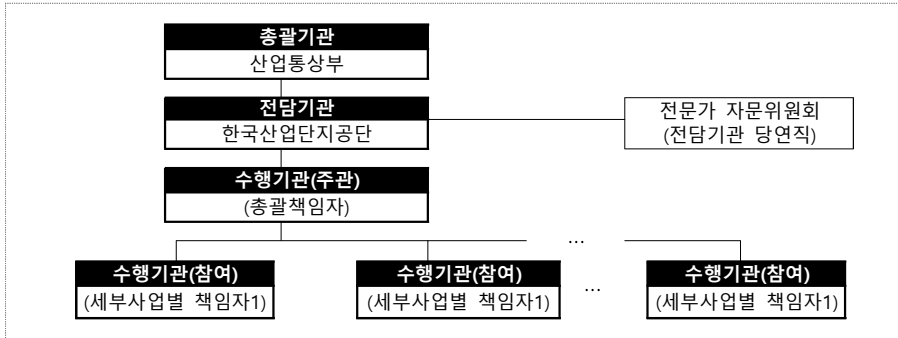 총괄기관
산업통상부
전담기관
한국산업단지공단
전문가 자문위원회
(전담기관 당연직)
수행기관(주관)
(총괄책임자)
...
수행기관(참여)
(세부사업별 책임자1)
수행기관(참여)
(세부사업별 책임자1)
...
수행기관(참여)
(세부사업별 책임자1)